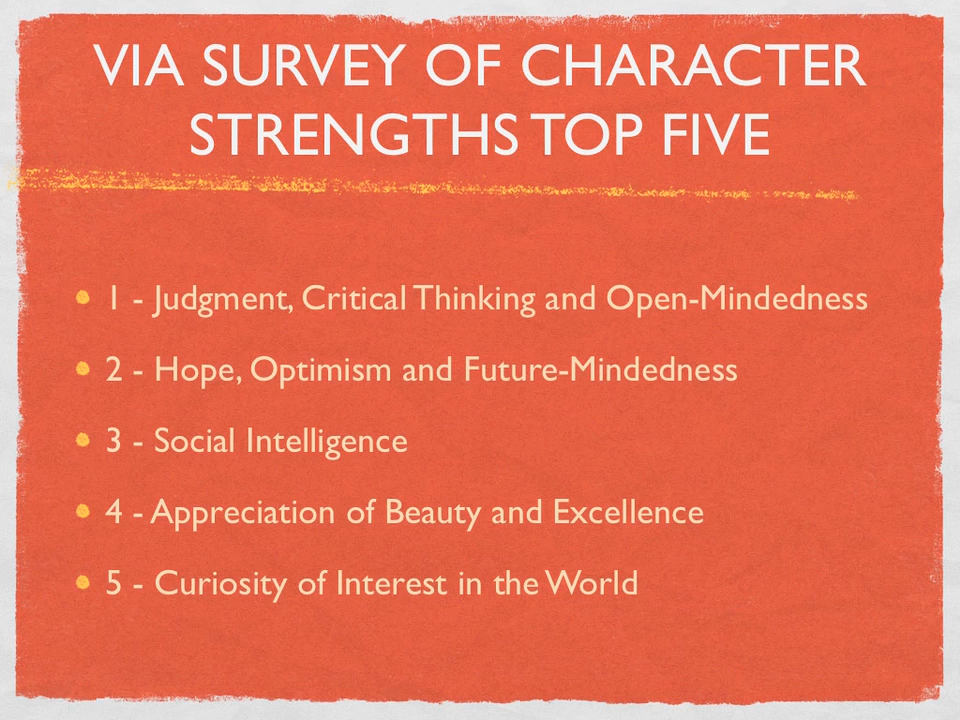 VIA SURVEY OF CHARACTER
STRENGTHS TOP FIVE
1 - Judgment, Critical Thinking and Open-Mindedness
2 - Hope, Optimism and Future-Mindedness
3 - Social Intelligence
4 - Appreciation of Beauty and Excellence
5 - Curiosity of Interest in the World